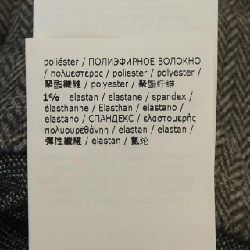 poliéster / ПОЛИЭФИРНОЕ ВОЛОКНО
/ πολυεστερας / poliester / polyester /
聚酯纖維 / polyester / 聚酯纤维
1% elastan / elastane / spandex /
élasthanne / Elasthan / elastano /
elastano / СПАНДЕКС / ελαστομερής
πολυουρεθάνη / elastan / elastan /
彈性纖維 / elastan / 氨纶